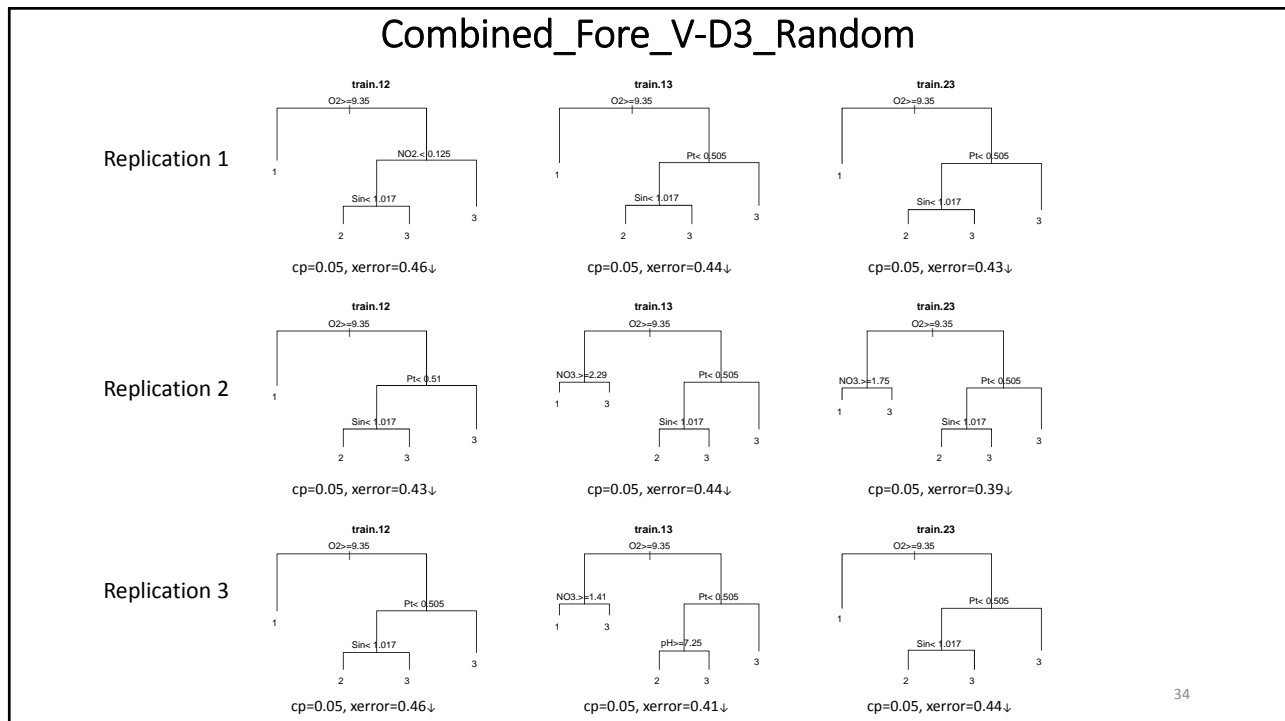 Combined_Fore_V-D3_Random
Replication 1
train.12
O2>=9.35
1
NO2.< 0.125
Sin< 1.017
2
3
3
cp=0.05, xerror=0.46↓
train.13
O2>=9.35
1
Pt< 0.505
Sin< 1.017
2
3
3
cp=0.05, xerror=0.44↓
train.23
O2>=9.35
1
Pt< 0.505
Sin< 1.017
2
3
3
cp=0.05, xerror=0.43↓
Replication 2
train.12
O2>=9.35
1
Pt< 0.51
Sin< 1.017
2
3
3
cp=0.05, xerror=0.43↓
train.13
O2>=9.35
NO3.>=2.29
1
3
Pt< 0.505
Sin< 1.017
2
3
3
cp=0.05, xerror=0.44↓
train.23
O2>=9.35
NO3.>=1.75
1
3
Pt< 0.505
Sin< 1.017
2
3
3
cp=0.05, xerror=0.39↓
Replication 3
train.12
O2>=9.35
1
Pt< 0.505
Sin< 1.017
2
3
3
cp=0.05, xerror=0.46↓
train.13
O2>=9.35
NO3.>=1.41
1
3
Pt< 0.505
pH>=7.25
2
3
3
cp=0.05, xerror=0.41↓
train.23
O2>=9.35
1
Pt< 0.505
Sin< 1.017
2
3
3
cp=0.05, xerror=0.44↓
34